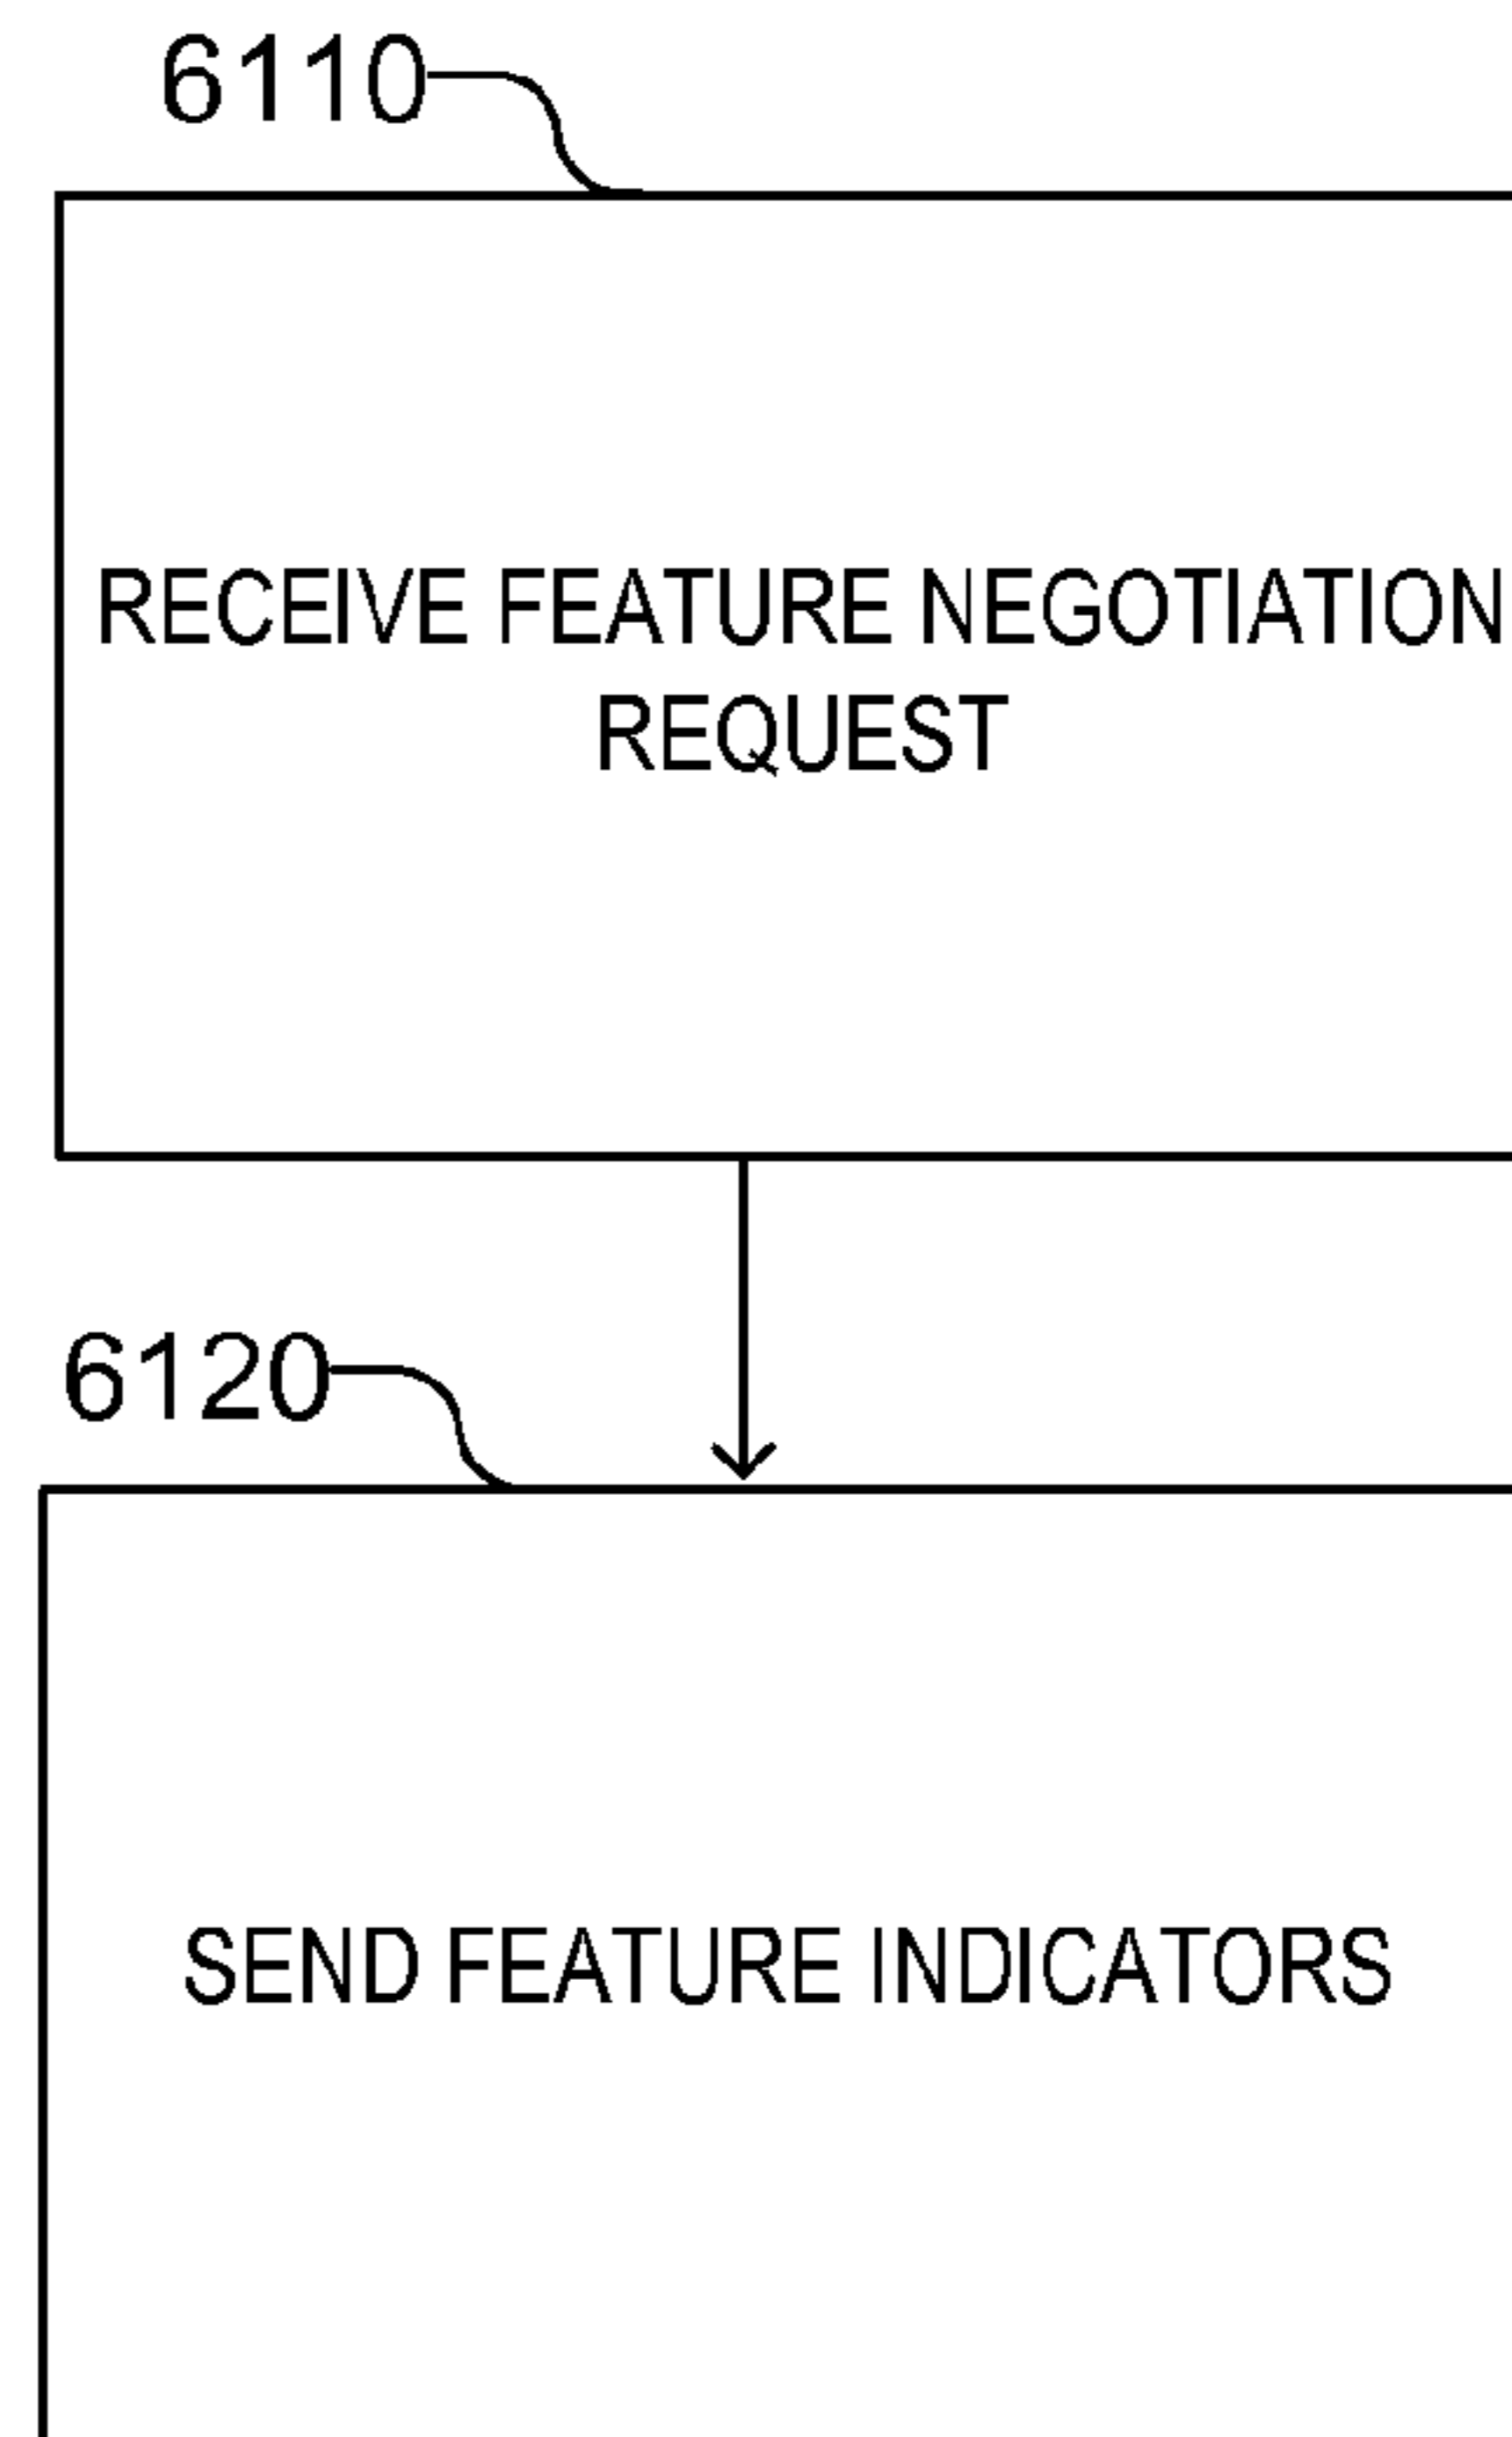 6110
RECEIVE FEATURE NEGOTIATION
REQUEST
6120
SEND FEATURE INDICATORS